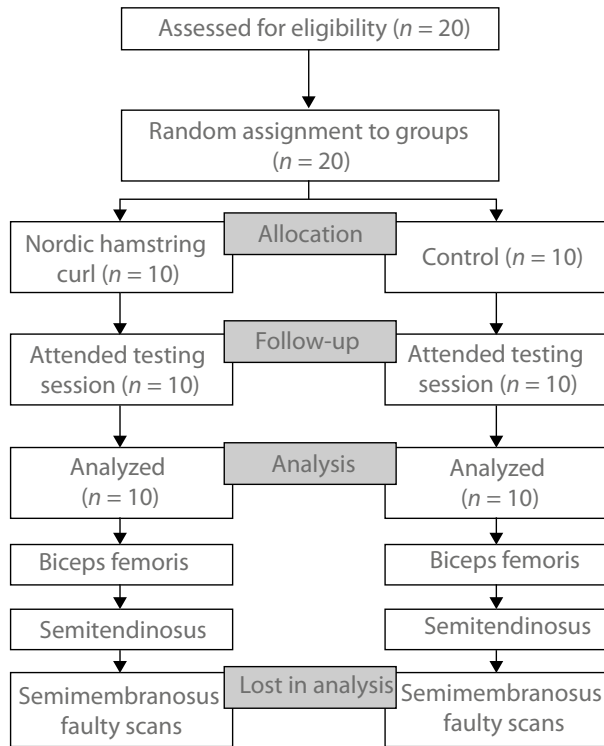 Assessed for eligibility (n = 20)
Random assignment to groups
(n = 20)
Allocation
Nordic hamstring
curl (n = 10)
Control (n = 10)
Follow-up
Attended testing
session (n = 10)
Attended testing
session (n = 10)
Analysis
Analyzed
(n = 10)
Analyzed
(n = 10)
Biceps femoris
Biceps femoris
Semitendinosus
Semitendinosus
Lost in analysis
Semimembranosus
faulty scans
Semimembranosus
faulty scans